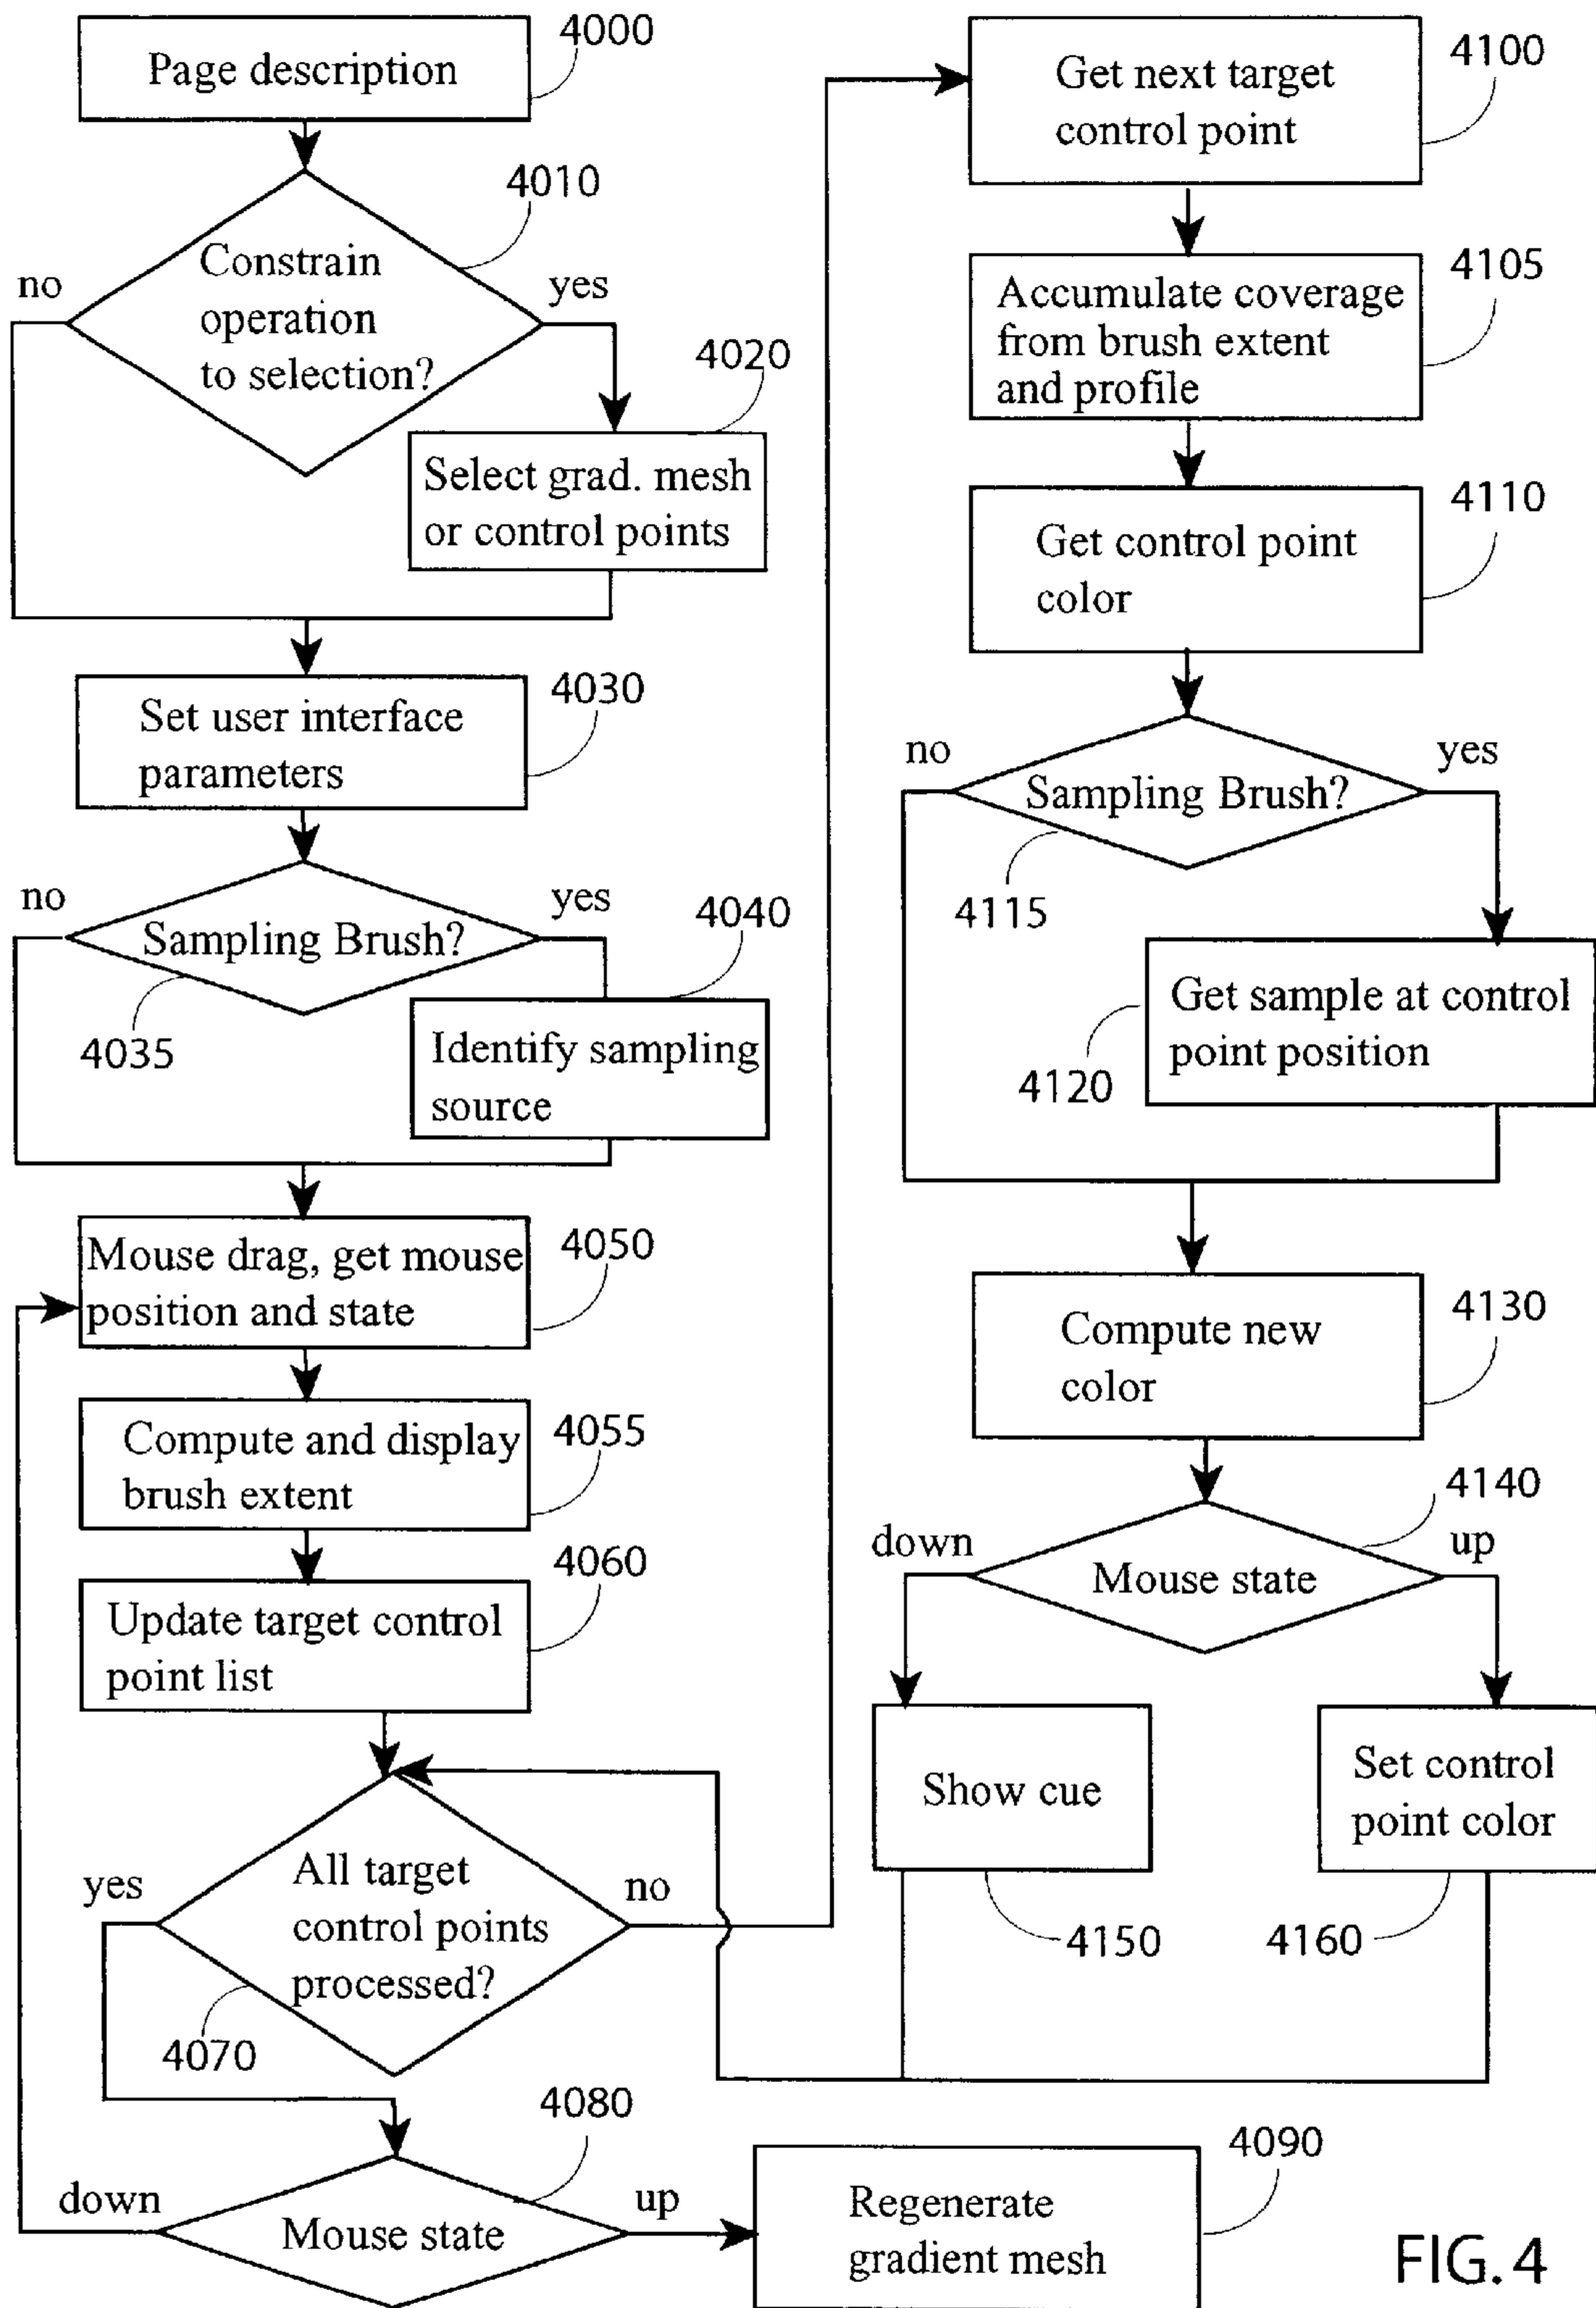 Page description
4000
4010
Constrain
operation
to selection?
no
yes
4020
Select grad. mesh
or control points
Set user interface
parameters
4030
no
yes
Sampling Brush?
4035
4040
Identify sampling
source
Mouse drag, get mouse
position and state
4050
Compute and display
brush extent
4055
Update target control
point list
4060
All target
control points
processed?
yes
no
4070
4080
down
Mouse state
up
Regenerate
gradient mesh
4090
Get next target
control point
4100
Accumulate coverage
from brush extent
and profile
4105
Get control point
color
4110
no
yes
Sampling Brush?
4115
Get sample at control
point position
4120
Compute new
color
4130
4140
down
up
Mouse state
Show cue
4150
Set control
point color
4160
FIG. 4